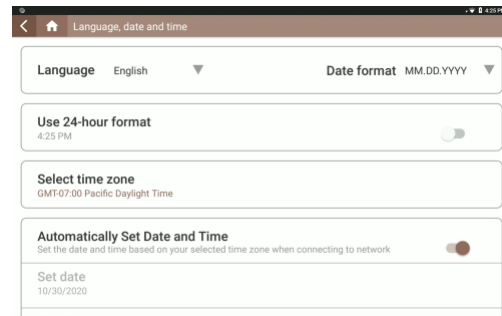 4:25 PM
Language, date and time
Language English Date format MM.DD.YYYY
Use 24-hour format
4:25 PM
Select time zone
GMT-07:00 Pacific Daylight Time
Automatically Set Date and Time
Set the date and time based on your selected time zone when connecting to network
Set date
10/30/2020